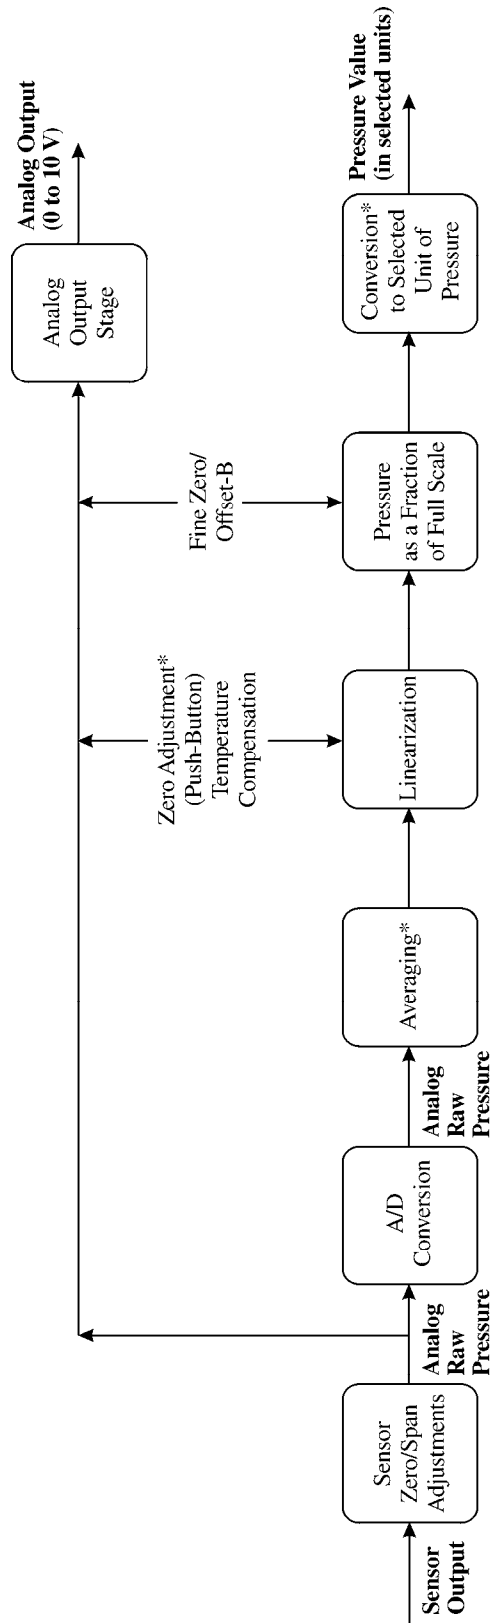 Sensor
Output
Sensor
Zero/Span
Adjustments
Analog
Raw
Pressure
A/D
Conversion
Analog
Raw
Pressure
Averaging*
Linearization
Zero Adjustment*
(Push-Button)
Temperature
Compensation
Pressure
as a Fraction
of Full Scale
Fine Zero/
Offset-B
Conversion*
to Selected
Unit of
Pressure
Pressure Value
(in selected units)
Analog
Output
Stage
Analog Output
(0 to 10 V)